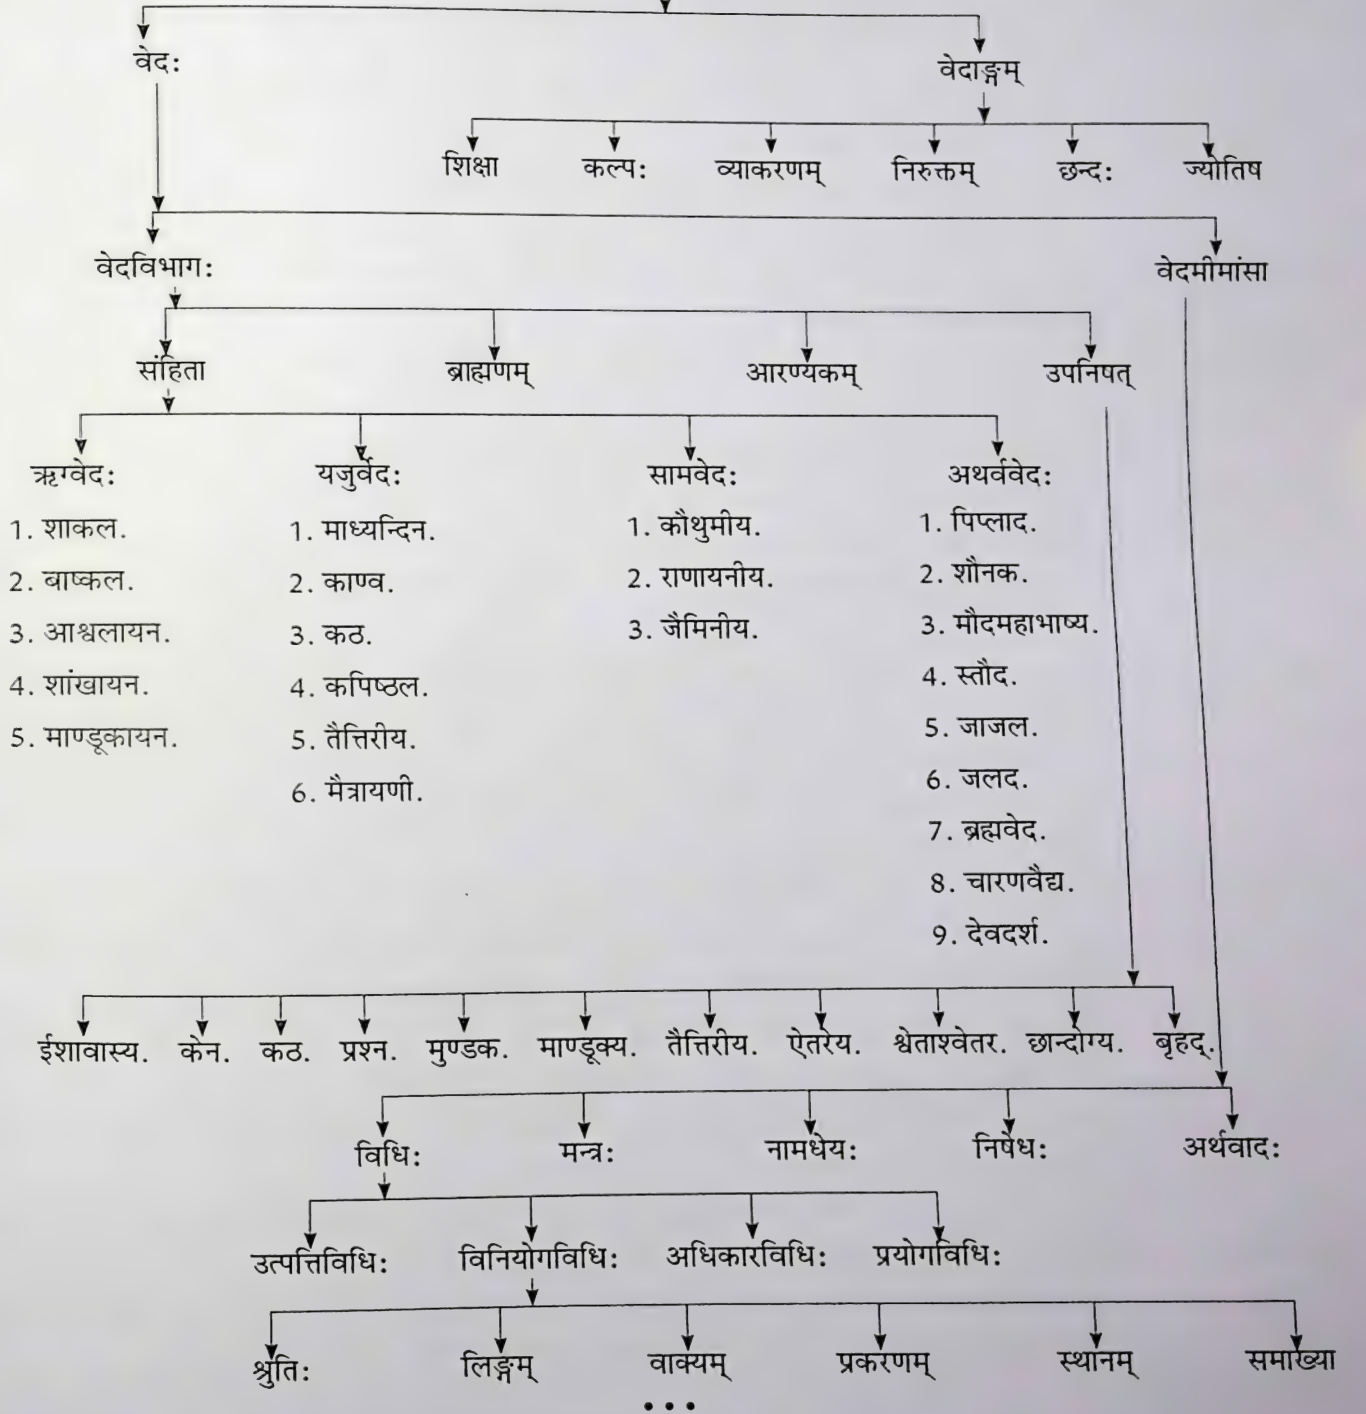 वेदः वेदाङ्गम्
शिक्षा कल्पः व्याकरणम् निरुक्तम् छन्दः ज्योतिष
वेदविभागः वेदमीमांसा
संहिता ब्राह्मणम् आरण्यकम् उपनिषत्
ऋग्वेदः यजुर्वेदः सामवेदः अथर्ववेदः
1. शाकल. 1. माध्यन्दिन. 1. कौथुमीय. 1. पिप्लाद.
2. बाष्कल. 2. काण्व. 2. राणायनीय. 2. शौनक.
3. आश्वलायन. 3. कठ. 3. जैमिनीय. 3. मौदमहाभाष्य.
4. शांखायन. 4. कपिष्ठल. 4. स्तौद.
5. माण्डूकायन. 5. तैत्तिरीय. 5. जाजल.
6. मैत्रायणी. 6. जलद.
7. ब्रह्मवेद.
8. चारणवैद्य.
9. देवदर्श.
ईशावास्य. केन. कठ. प्रश्न. मुण्डक. माण्डूक्य. तैत्तिरीय. ऐतरेय. श्वेताश्वेतर. छान्दोग्य. बृहद्.
विधिः मन्त्रः नामधेयः निषेधः अर्थवादः
उत्पत्तिविधिः विनियोगविधिः अधिकारविधिः प्रयोगविधिः
श्रुतिः लिङ्गम् वाक्यम् प्रकरणम् स्थानम् समाख्या
•••